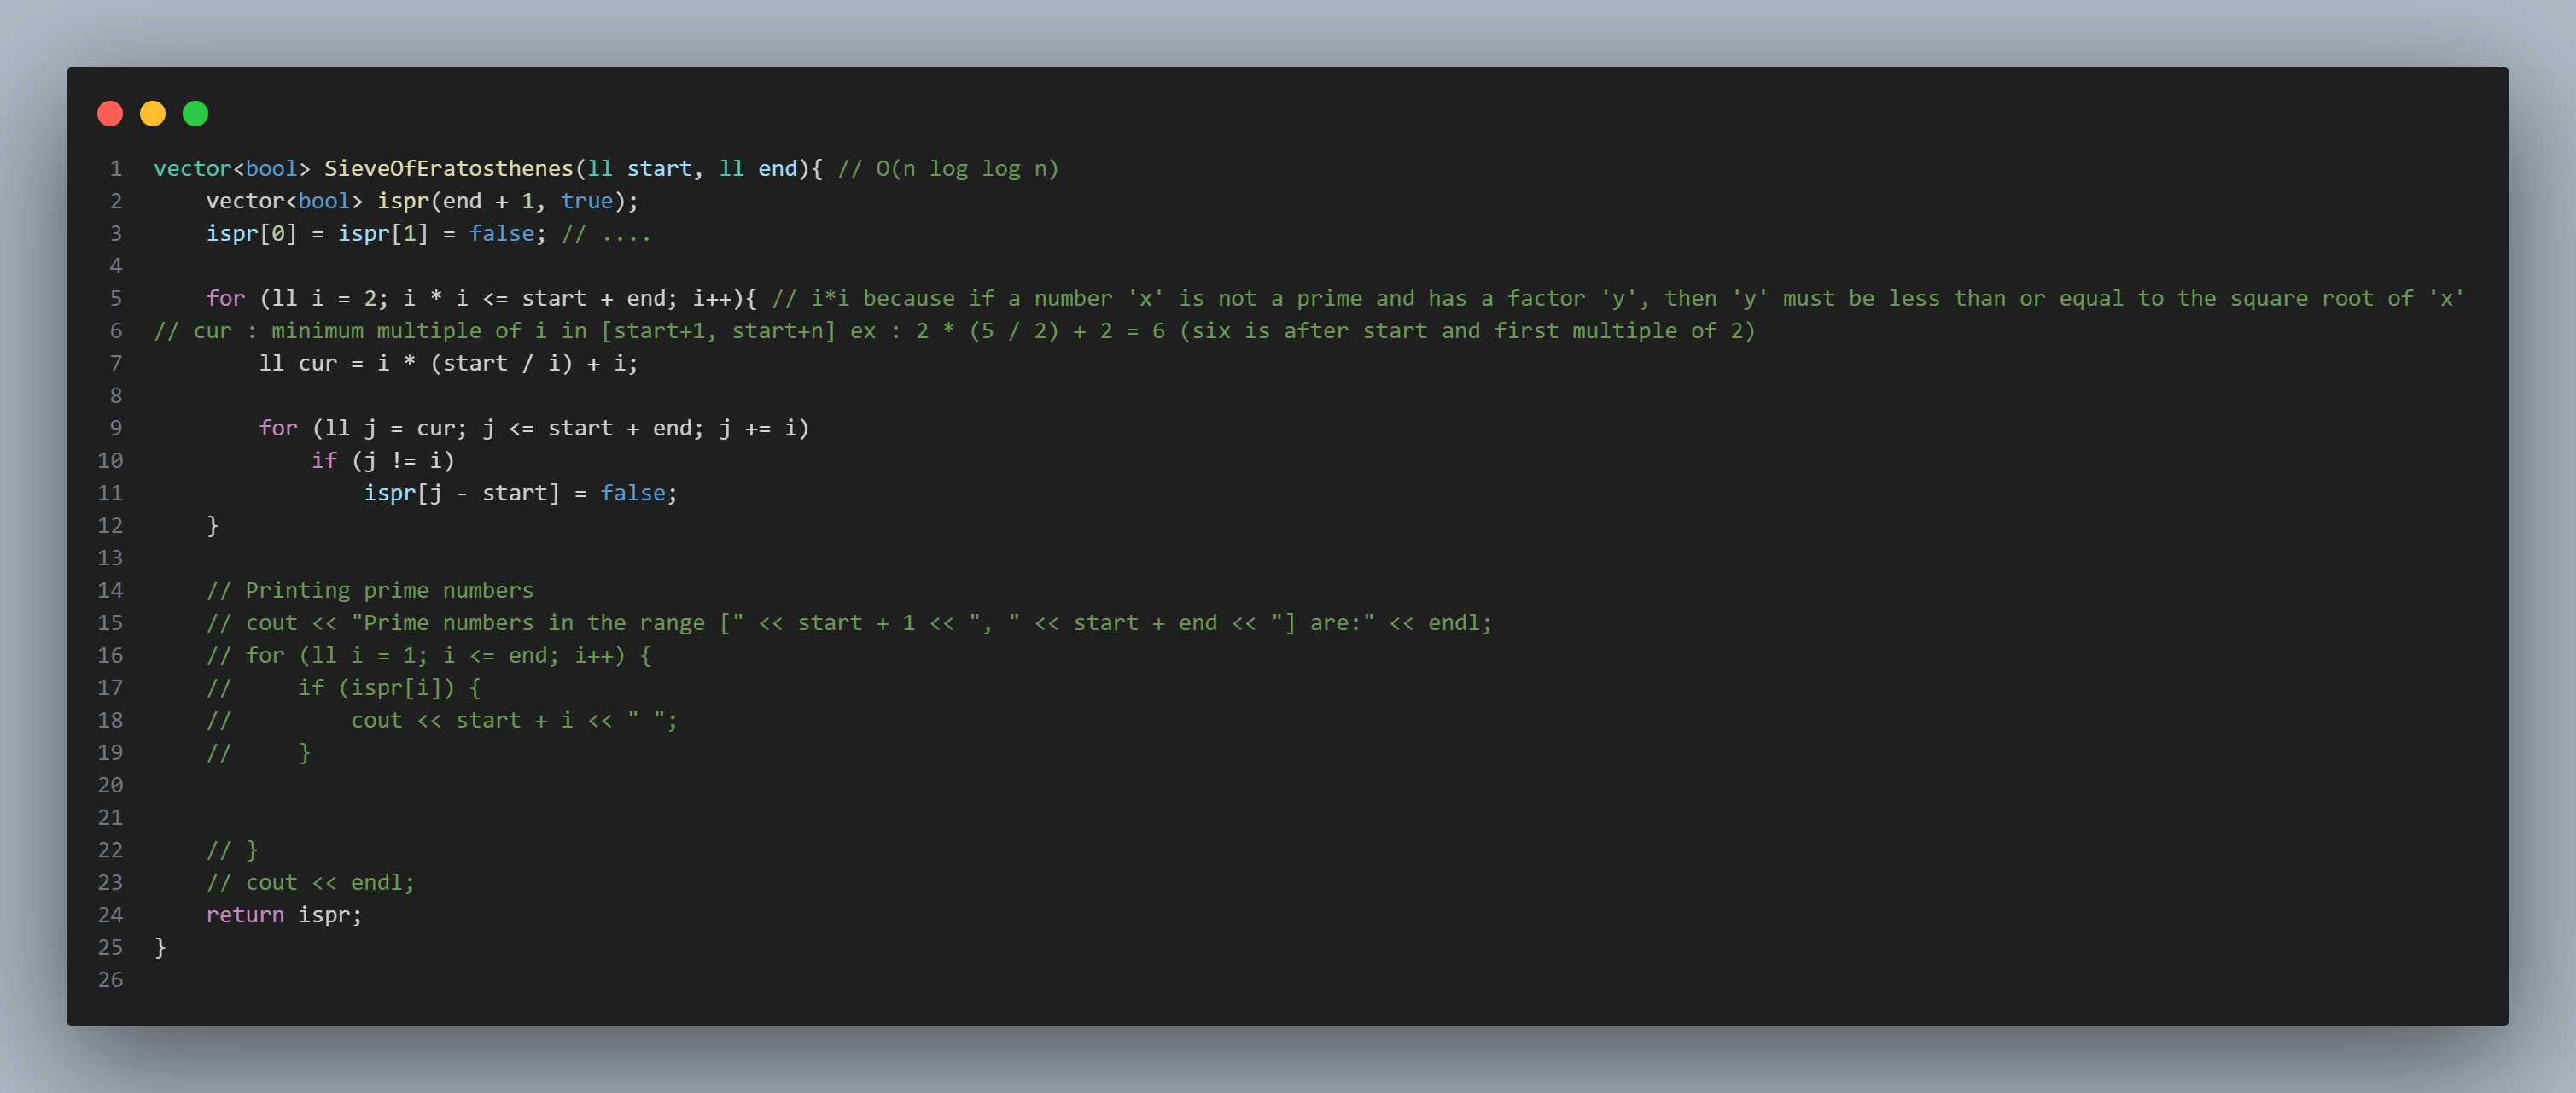 1 vector<bool> SieveOfEratosthenes(ll start, ll end){ // O(n log log n)
2     vector<bool> ispr(end + 1, true);
3     ispr[0] = ispr[1] = false; // ....
4
5     for (ll i = 2; i * i <= start + end; i++){ // i*i because if a number 'x' is not a prime and has a factor 'y', then 'y' must be less than or equal to the square root of 'x'
6 // cur : minimum multiple of i in [start+1, start+n] ex : 2 * (5 / 2) + 2 = 6 (six is after start and first multiple of 2)
7         ll cur = i * (start / i) + i;
8
9         for (ll j = cur; j <= start + end; j += i)
10             if (j != i)
11                 ispr[j - start] = false;
12     }
13
14     // Printing prime numbers
15     // cout << "Prime numbers in the range [" << start + 1 << ", " << start + end << "] are:" << endl;
16     // for (ll i = 1; i <= end; i++) {
17     //     if (ispr[i]) {
18     //         cout << start + i << " ";
19     //     }
20
21
22     // }
23     // cout << endl;
24     return ispr;
25 }
26